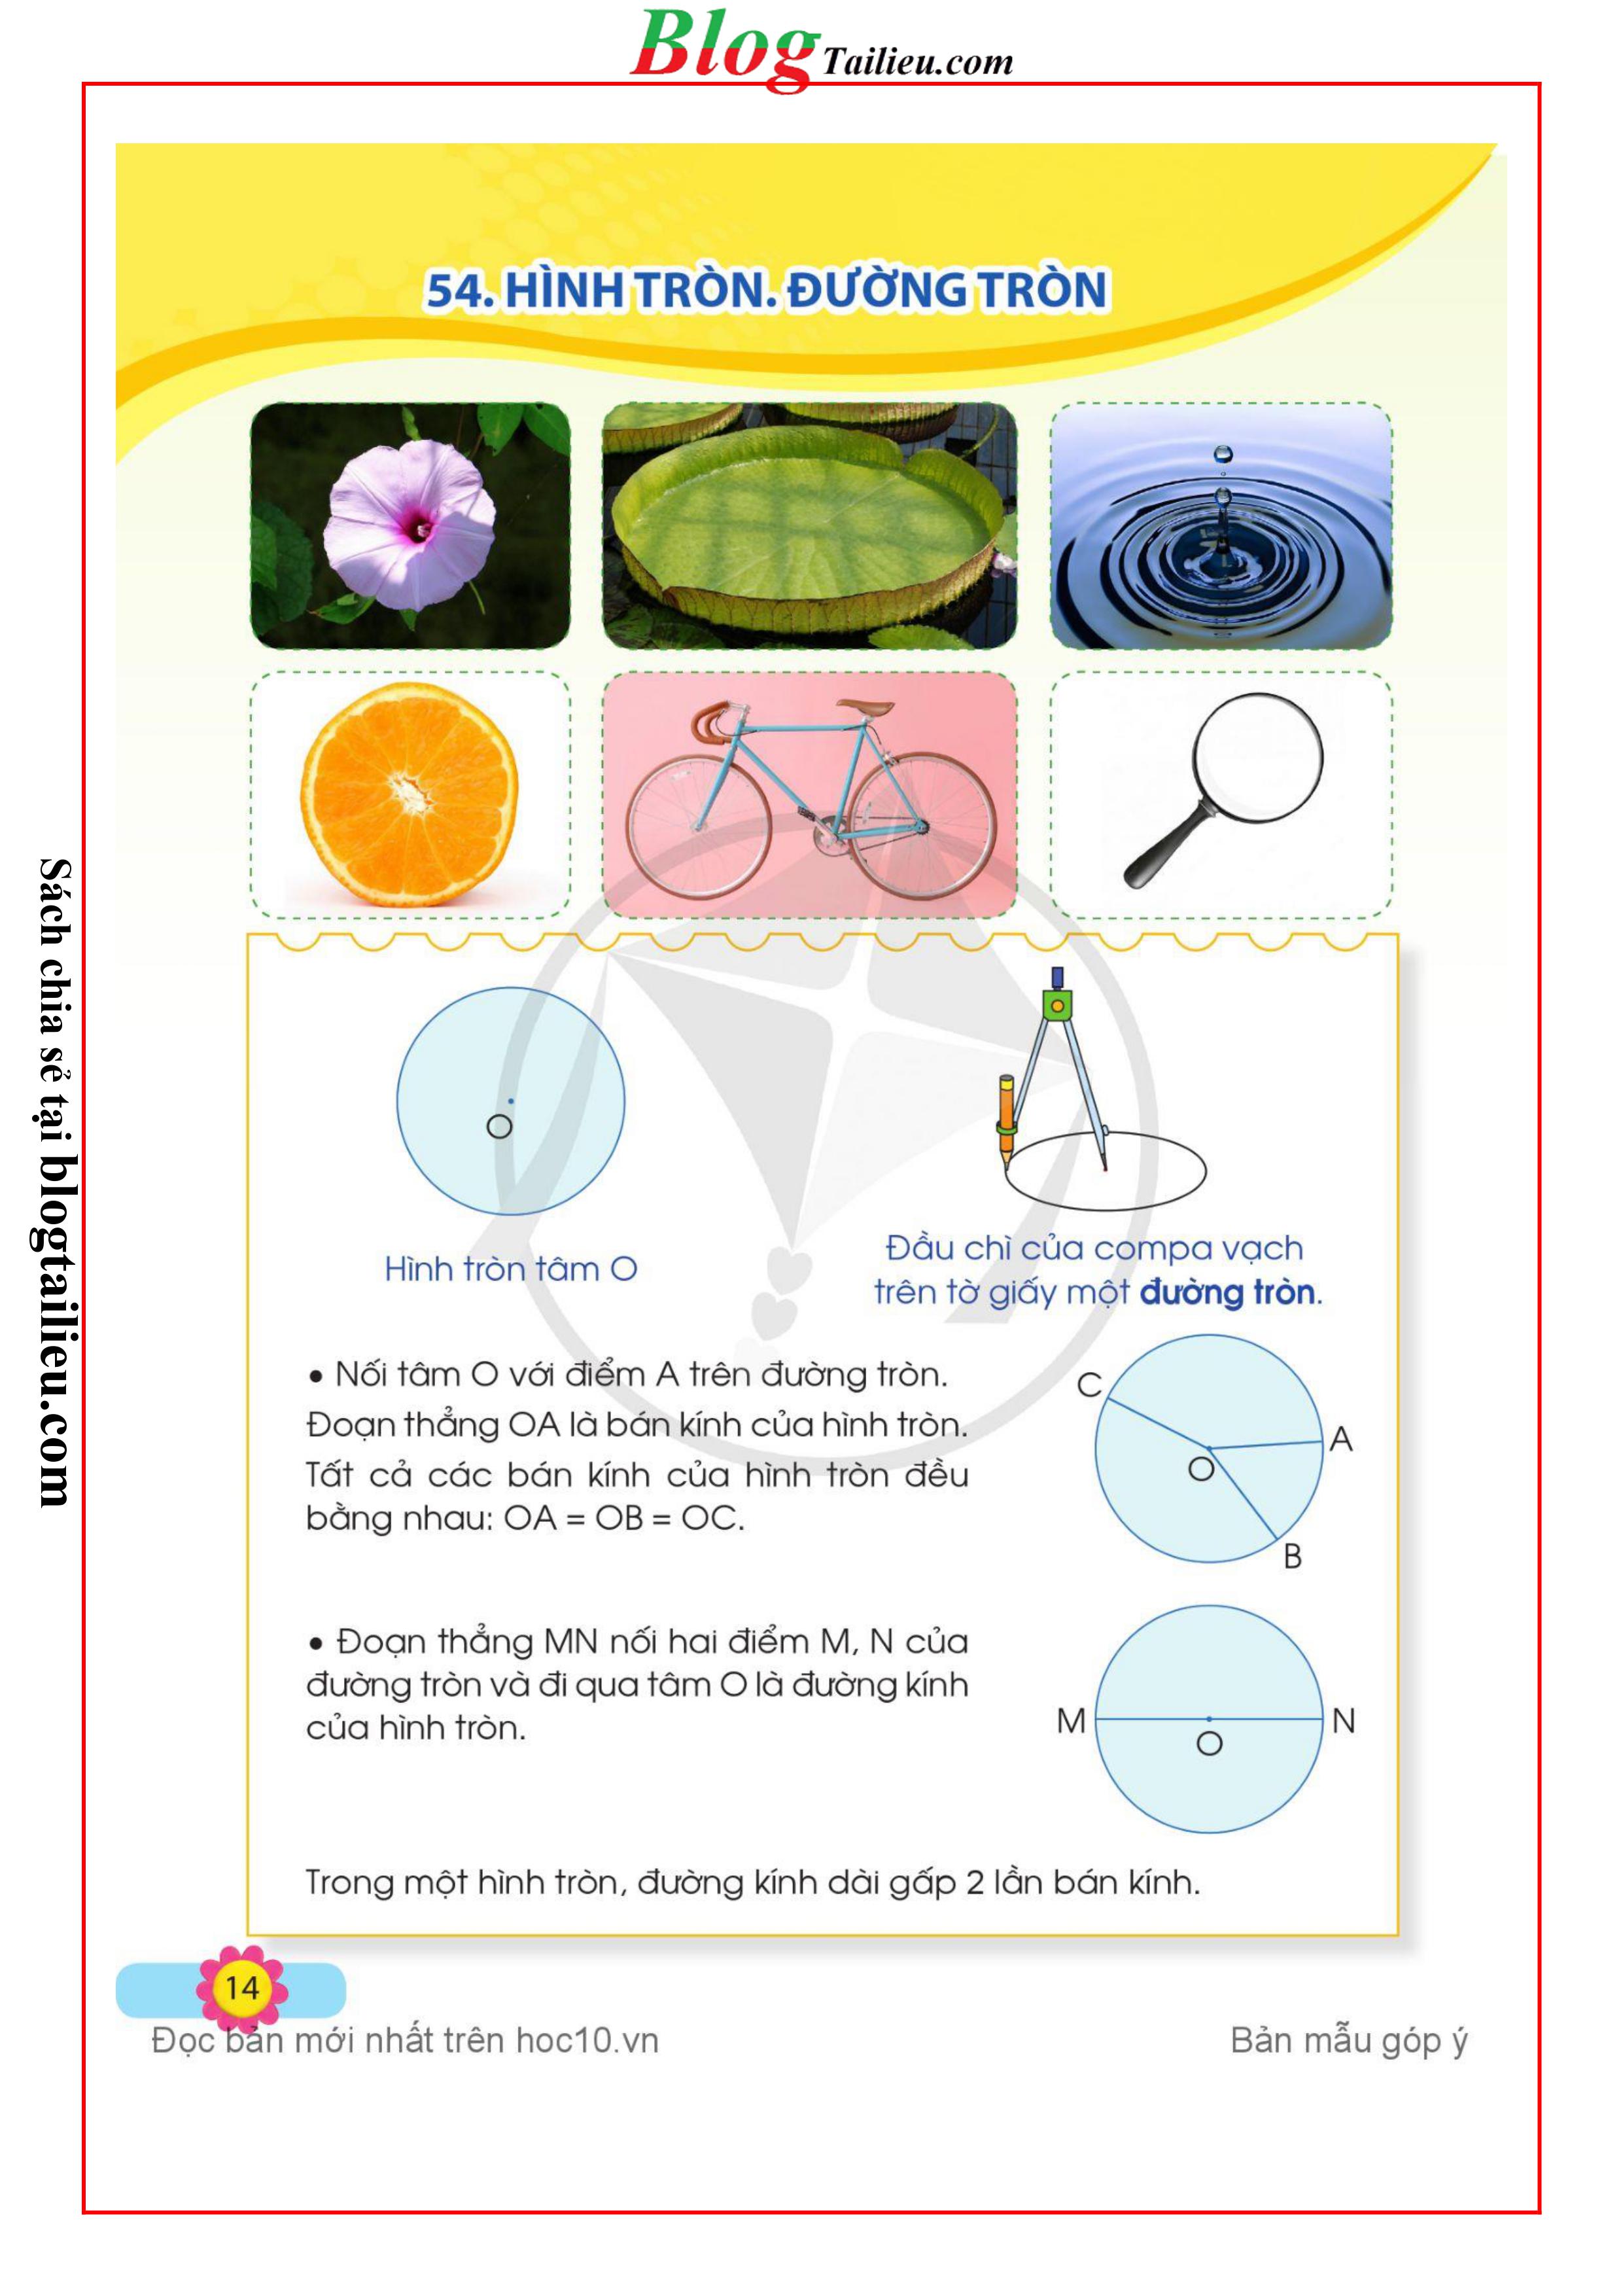 Blog Tailieu.com
54. HÌNH TRÒN. ĐƯỜNG TRÒN
O
Hình tròn tâm O
Đầu chì của compa vạch
trên tờ giấy một đường tròn.
• Nối tâm O với điểm A trên đường tròn.
Đoạn thẳng OA là bán kính của hình tròn.
Tất cả các bán kính của hình tròn đều
bằng nhau: OA = OB = OC.
C
A
O
B
• Đoạn thẳng MN nối hai điểm M, N của
đường tròn và đi qua tâm O là đường kính
của hình tròn.
M
N
O
Trong một hình tròn, đường kính dài gấp 2 lần bán kính.
14
Đọc bản mới nhất trên hoc10.vn
Bản mẫu góp ý
Sách chia sẻ tại blogtailieu.com